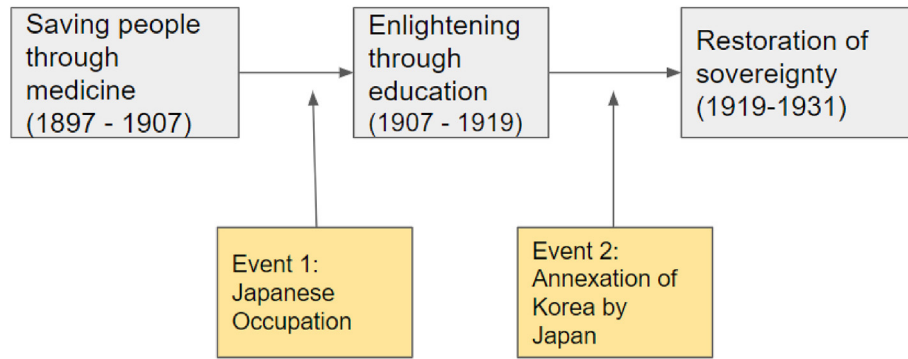 Saving people
through
medicine
(1897 - 1907)
Enlightening
through
education
(1907 - 1919)
Restoration of
sovereignty
(1919-1931)
Event 1:
Japanese
Occupation
Event 2:
Annexation of
Korea by
Japan